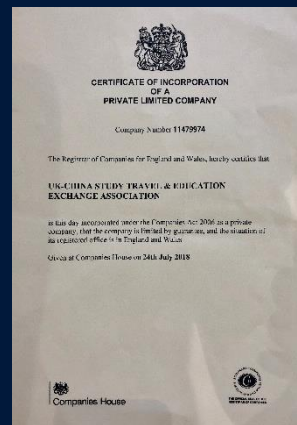 CERTIFICATE OF INCORPORATION
OF A
PRIVATE LIMITED COMPANY
Company Number 11479974
The Registrar of Companies for England and Wales, hereby certifies that
UK-CHINA STUDY TRAVEL & EDUCATION
EXCHANGE ASSOCIATION
is this day incorporated under the Companies Act 2006 as a private
company, that the company is limited by guarantee, and the situation of
its registered office is in England and Wales
Given at Companies House on 24th July 2018
Companies House